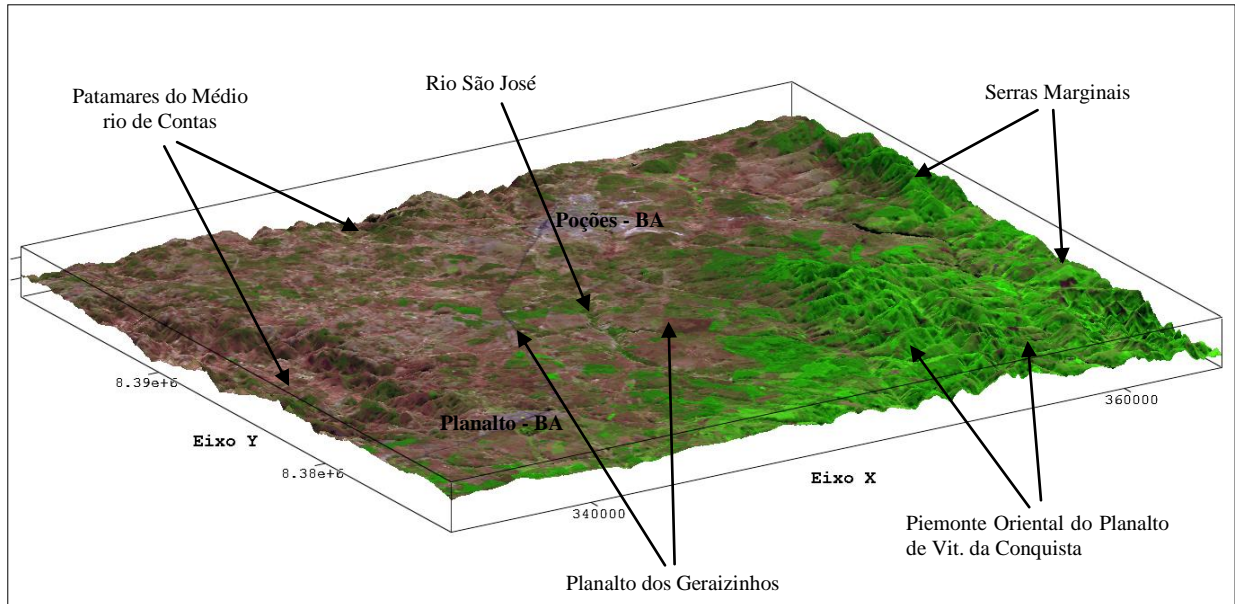 Rio São José
Serras Marginais
Patamares do Médio
rio de Contas
Poções - BA
8.39e+6
Eixo Y
Planalto - BA
8.38e+6
360000
Eixo X
340000
Piemonte Oriental do Planalto
de Vit. da Conquista
Planalto dos Geraizinhos